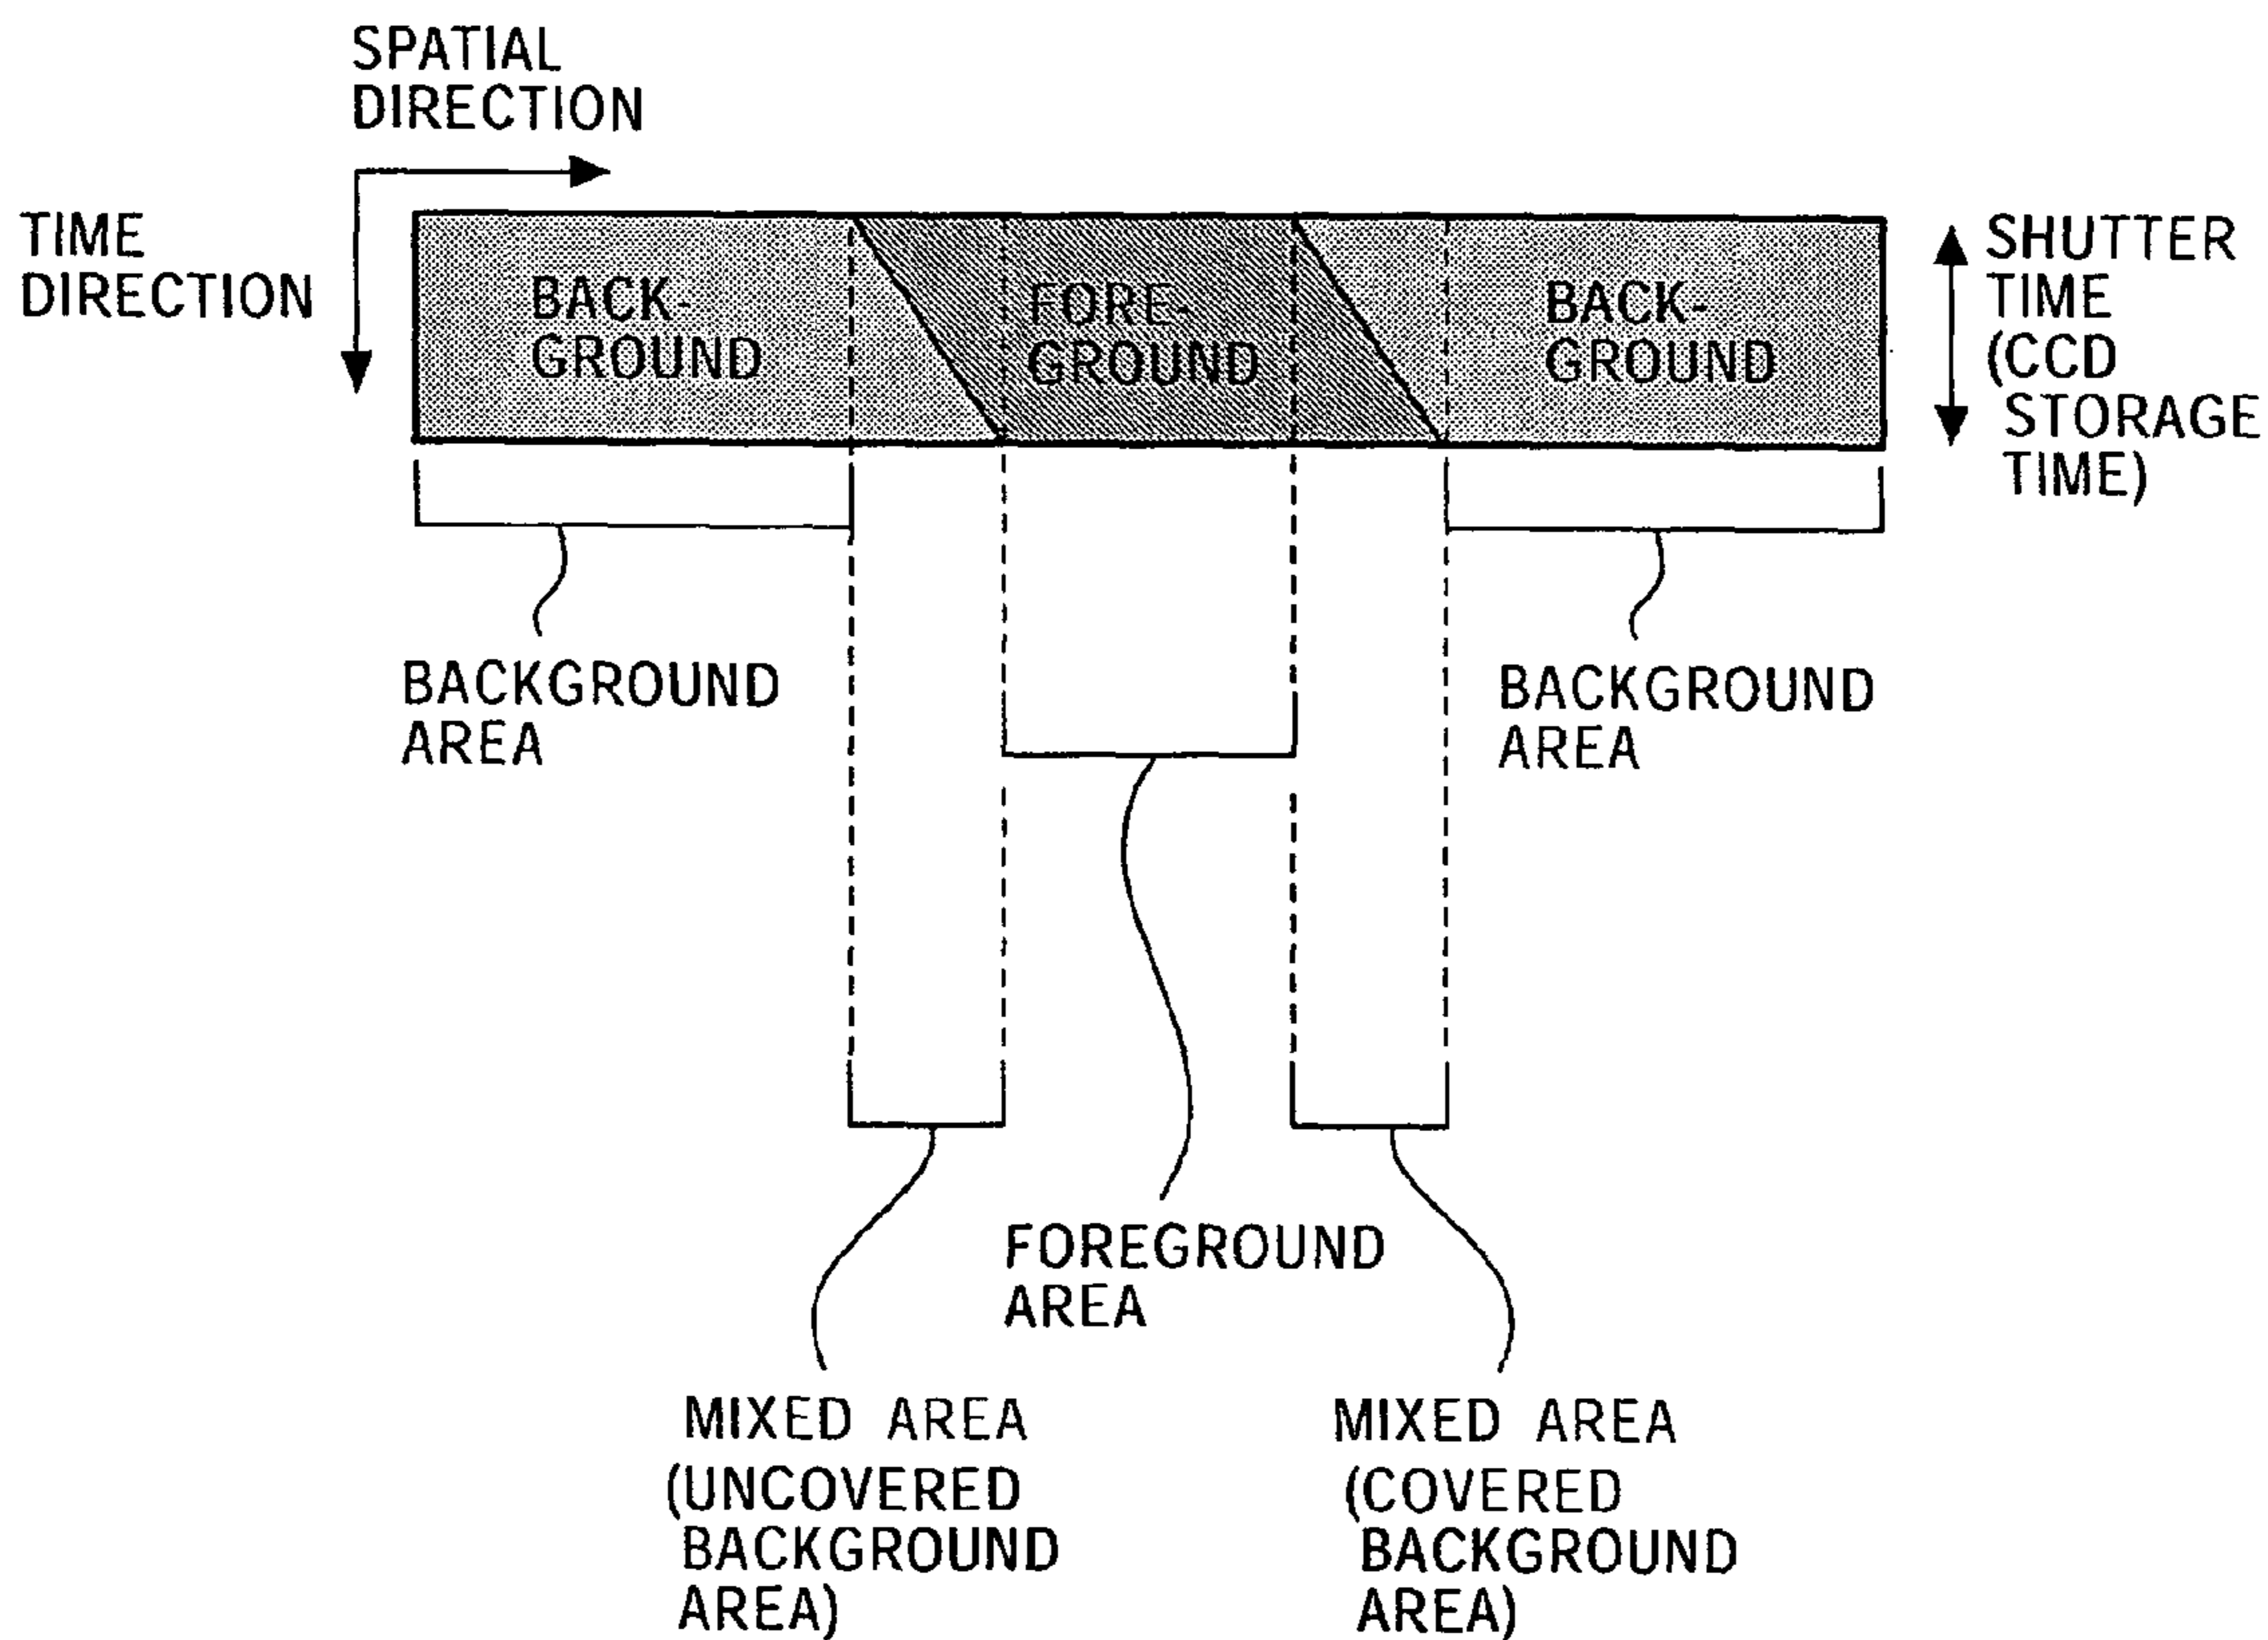 SPATIAL
DIRECTION
TIME
DIRECTION
BACK-
GROUND
FORE-
GROUND
BACK-
GROUND
SHUTTER
TIME
(CCD
STORAGE
TIME)
BACKGROUND
AREA
BACKGROUND
AREA
FOREGROUND
AREA
MIXED AREA
(UNCOVERED
BACKGROUND
AREA)
MIXED AREA
(COVERED
BACKGROUND
AREA)